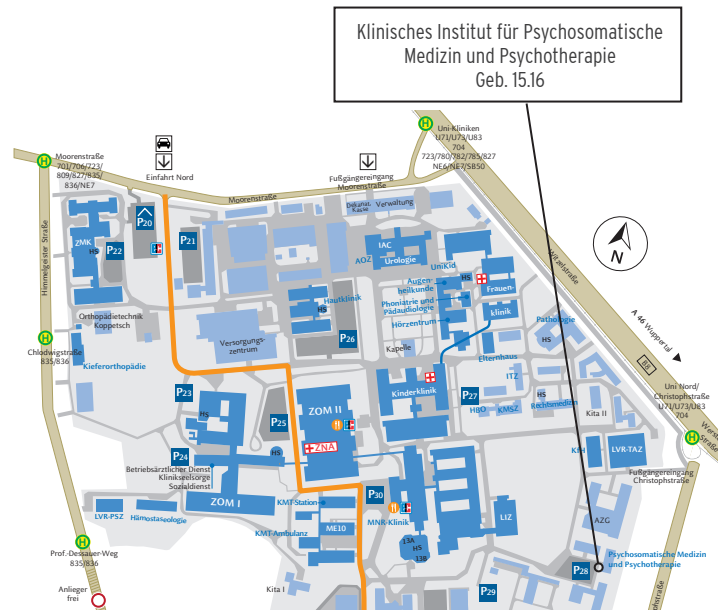 Klinisches Institut für Psychosomatische
Medizin und Psychotherapie
Geb. 15.16
Uni-Kliniken
U71/U73/U83
704
723/780/782/785/827
NE6/NE7/SB50
Moorenstraße
701/706/723/
809/827/835/
836/NE7
Einfahrt Nord
Fußgängereingang
Moorenstraße
Moorenstraße
Dekanat
Kasse
Verwaltung
Himmelgeister Straße
ZMK
HS
P22
P20
P21
IAC
Urologie
AOZ
UniKid
Augen-
heilkunde
HS
Phoniatrie und
Pädaudiologie
Hörzentrum
Frauen-
klinik
Witzelstraße
N
A 46 Wuppertal
B8
Hautklinik
HS
P26
Orthopädietechnik
Koppetsch
Versorgungs-
zentrum
Kapelle
Pathologie
HS
Elternhaus
Chlodwigstraße
835/836
Kieferorthopädie
Kinderklinik
ITZ
P27
HBO
KMSZ
HS
Rechtsmedizin
Kita II
Uni Nord/
Christophstraße
U71/U73/U83
704
Werst
Straße
P23
HS
P25
ZOM II
ZNA
P24
HS
KfH
LVR-TAZ
Fußgängereingang
Christophstraße
Betriebsärztlicher Dienst
Klinikseelsorge
Sozialdienst
ZOM I
KMT-Station
P30
MNR-Klinik
LVR-PSZ
Hämostaseologie
KMT-Ambulanz
ME10
LIZ
AZG
13A
HS
13B
Prof.-Dessauer-Weg
835/836
Psychosomatische Medizin
und Psychotherapie
P28
Anlieger
frei
Kita I
P29
phstraße